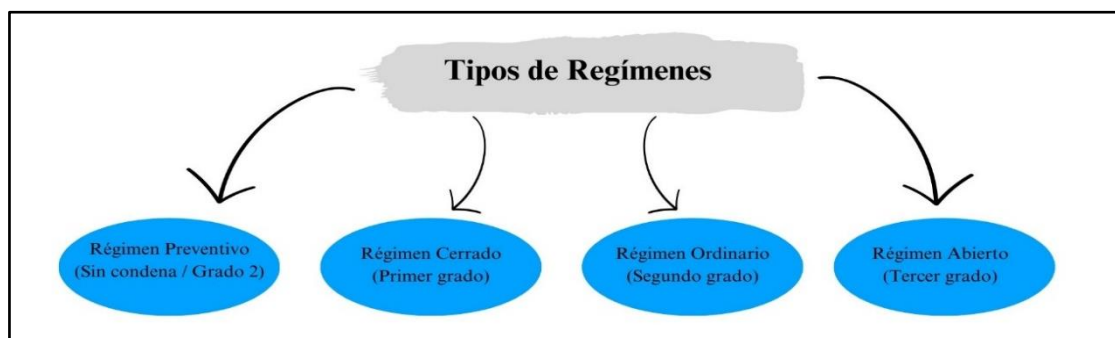 Tipos de Regímenes
Régimen Preventivo
(Sin condena / Grado 2)
Régimen Cerrado
(Primer grado)
Régimen Ordinario
(Segundo grado)
Régimen Abierto
(Tercer grado)